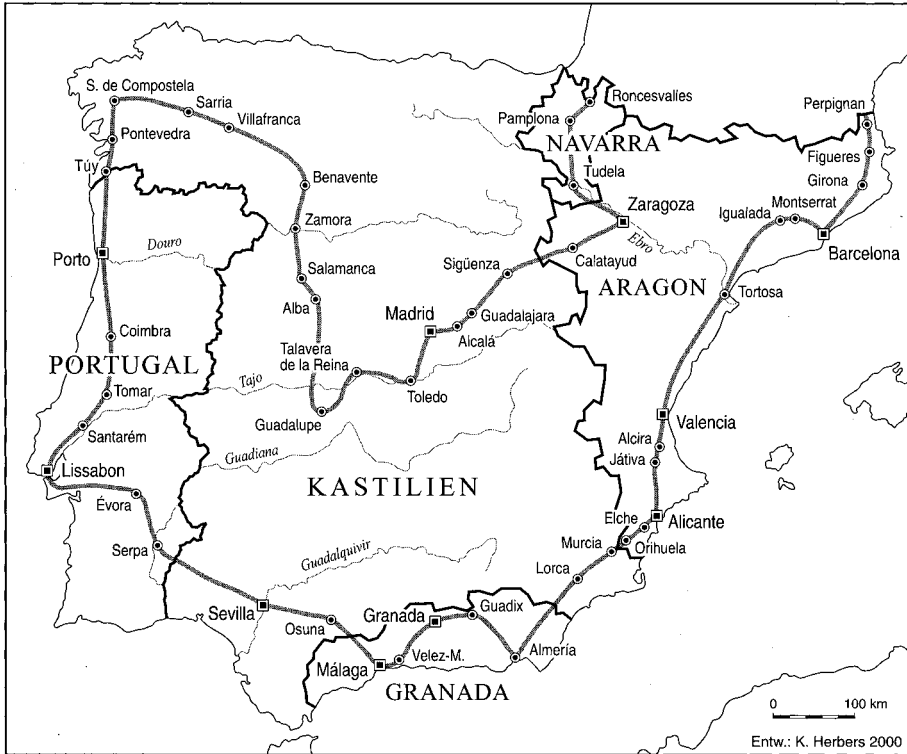 S. de Compostela
Sarria
Villafranca
Pontevedra
Túy
Benavente
Zamora
Douro
Porto
Salamanca
Alba
Coimbra
PORTUGAL
Tomar
Santarém
Lissabon
Évora
Serpa
Tajo
Talavera
de la Reina
Guadalupe
Toledo
Madrid
Alcalá
Guadalajara
Sigüenza
Calatayud
Zaragoza
Ebro
ARAGON
Tudela
NAVARRA
Pamplona
Roncesvalíes
Perpignan
Figueres
Girona
Montserrat
Igualada
Barcelona
Tortosa
Valencia
Alcira
Játiva
Alicante
Elche
Orihuela
Murcia
Lorca
Guadiana
KASTILIEN
Guadalquivir
Sevilla
Osuna
Granada
Guadix
Málaga
Velez-M.
Almería
GRANADA
0 100 km
Entw.: K. Herbers 2000